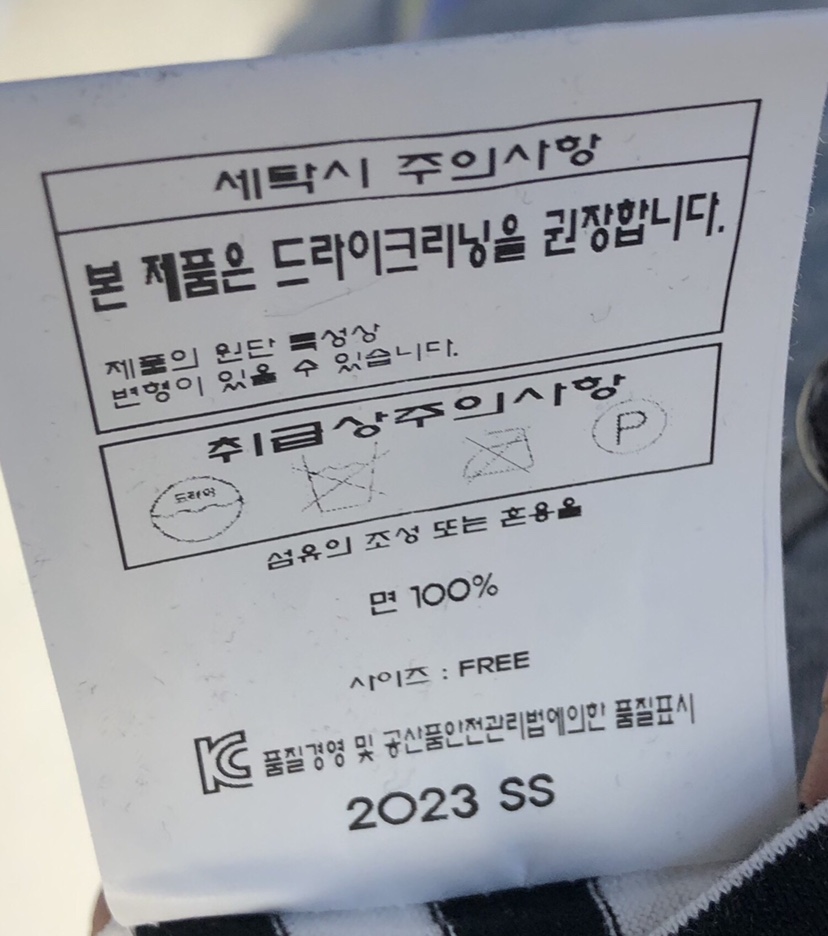 세탁시 주의사항
본 제품은 드라이크리닝을 권장합니다.
제품의 원단 특성상
변형이 있을 수 있습니다.
취급상주의사항
드라이
P
섬유의 조성 또는 혼용율
면 100%
사이즈 : FREE
KC 품질경영 및 공산품안전관리법에의한 품질표시
2023 SS